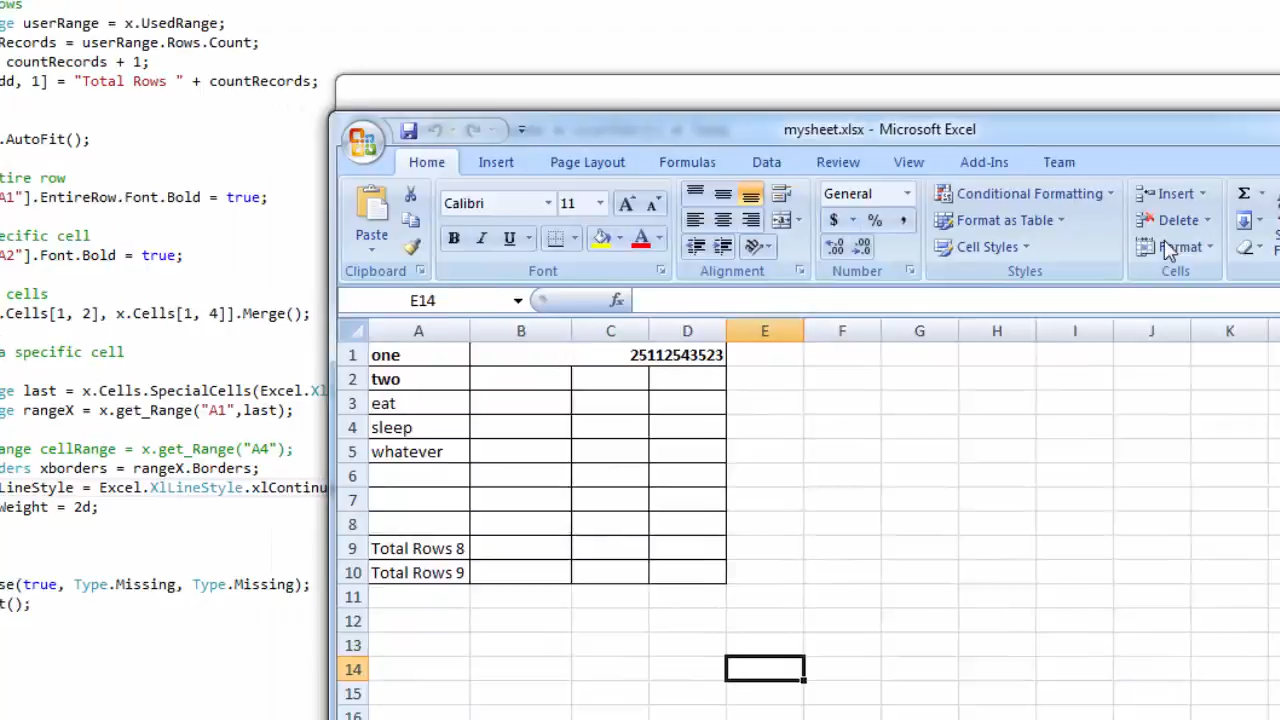 ows
ge userRange = x.UsedRange;
Records = userRange.Rows.Count;
countRecords + 1;
dd, 1] = "Total Rows " + countRecords;
.AutoFit();
tire row
A1"].EntireRow.Font.Bold = true;
ecific cell
A2"].Font.Bold = true;
cells
.Cells[1, 2], x.Cells[1, 4]].Merge();
a specific cell
ge last = x.Cells.SpecialCells(Excel.Xl
ge rangeX = x.get_Range("A1",last);
ange cellRange = x.get_Range("A4");
ders xborders = rangeX.Borders;
LineStyle = Excel.XlLineStyle.xlContinu
Weight = 2d;
se(true, Type.Missing, Type.Missing);
t();
mysheet.xlsx - Microsoft Excel
Home Insert Page Layout Formulas Data Review View Add-Ins Team
Paste
Clipboard
Calibri 11
B I U
Font
Alignment
General
$ % ,
Number
Conditional Formatting
Format as Table
Cell Styles
Styles
Insert
Delete
Format
Cells
Σ
E14 fx
A B C D E F G H I J K
1 one 25112543523
2 two
3 eat
4 sleep
5 whatever
6
7
8
9 Total Rows 8
10 Total Rows 9
11
12
13
14
15
16